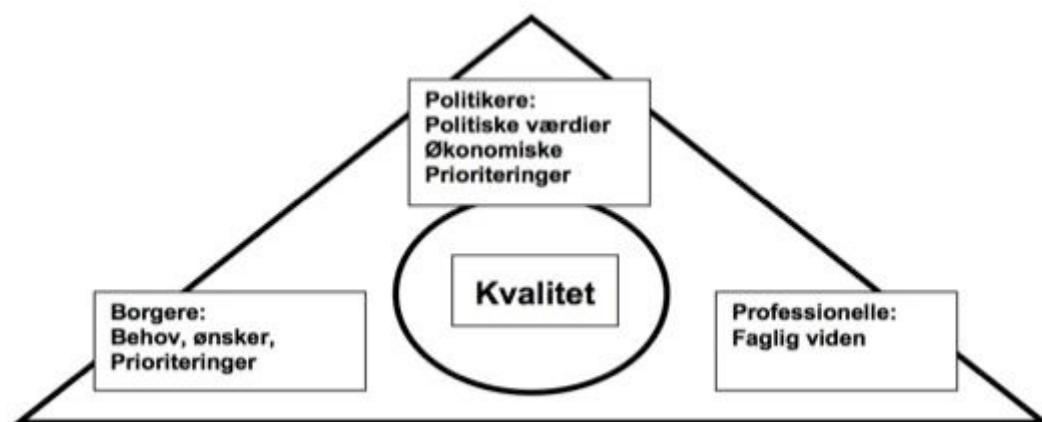 Politikere:
Politiske værdier
Økonomiske
Prioriteringer
Kvalitet
Borgere:
Behov, ønsker,
Prioriteringer
Professionelle:
Faglig viden